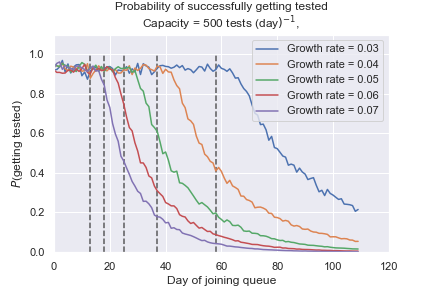 Probability of successfully getting tested
Capacity = 500 tests (day)⁻¹,
1.0
0.8
0.6
0.4
0.2
0.0
P(getting tested)
Growth rate = 0.03
Growth rate = 0.04
Growth rate = 0.05
Growth rate = 0.06
Growth rate = 0.07
0 20 40 60 80 100 120
Day of joining queue